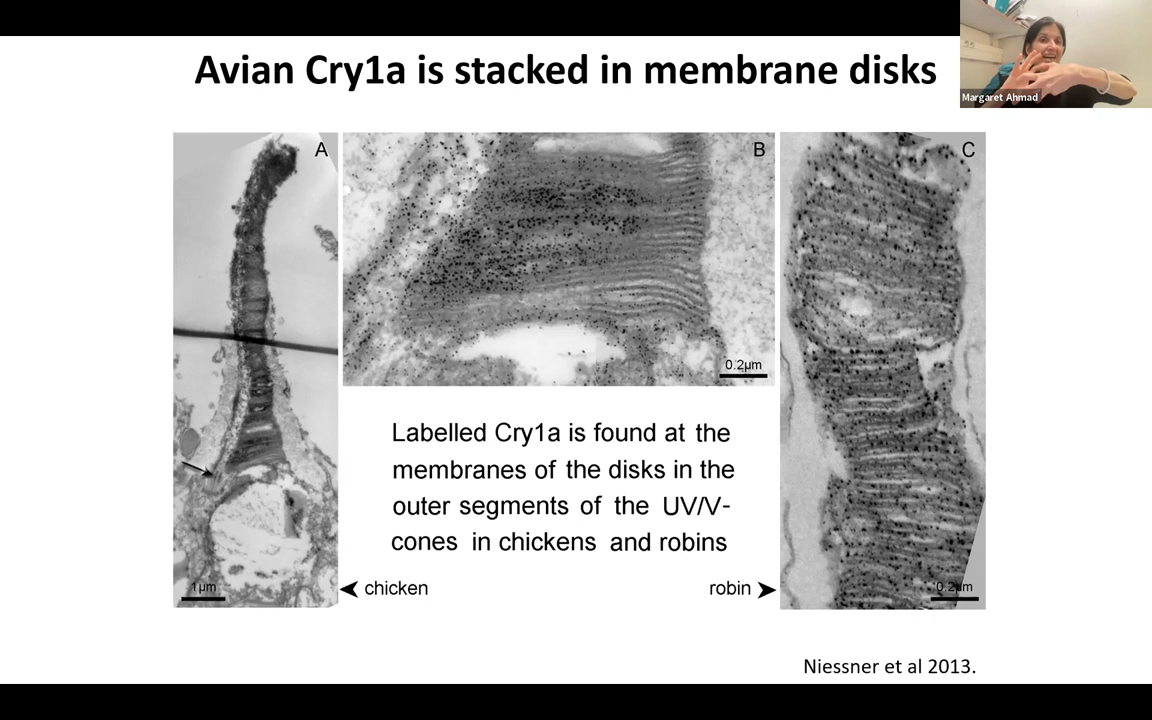 Avian Cry1a is stacked in membrane disks
Margaret Ahmad
A
B
C
0.2µm
Labelled Cry1a is found at the
membranes of the disks in the
outer segments of the UV/V-
cones in chickens and robins
1µm
chicken
robin
0.2µm
Niessner et al 2013.